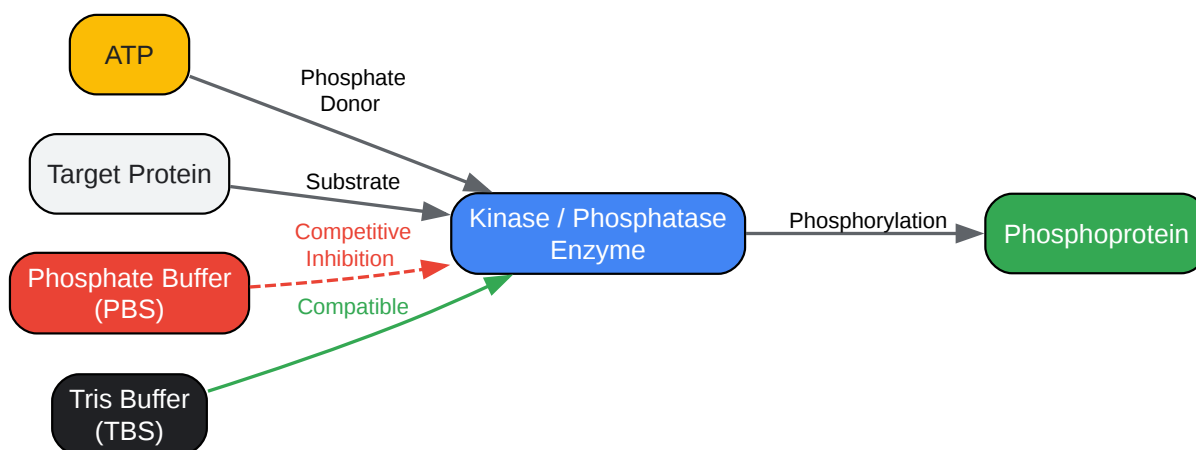 ATP
Phosphate
Donor
Target Protein
Substrate
Kinase / Phosphatase
Enzyme
Phosphorylation
Phosphoprotein
Competitive
Inhibition
Phosphate Buffer
(PBS)
Compatible
Tris Buffer
(TBS)